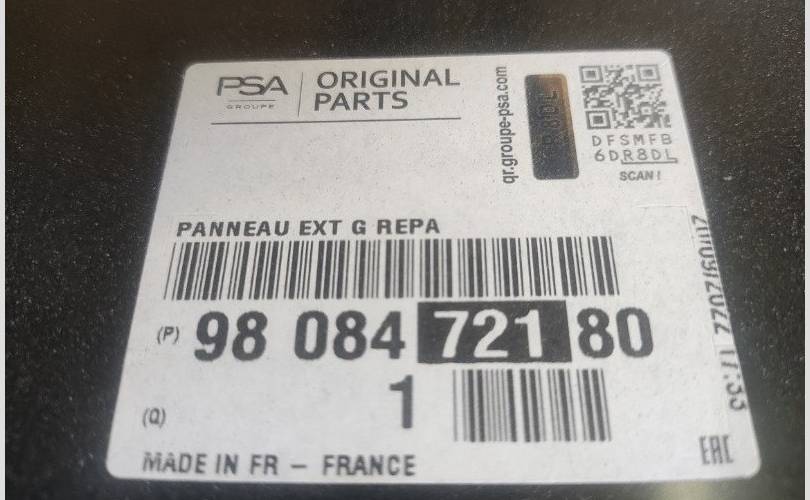 PSA
GROUPE
ORIGINAL
PARTS
qr.groupe-psa.com
DFSMFB
6DR8DL
SCAN!
PANNEAU EXT G REPA
(P) 98 084 721 80
(Q) 1
MADE IN FR – FRANCE
EAC